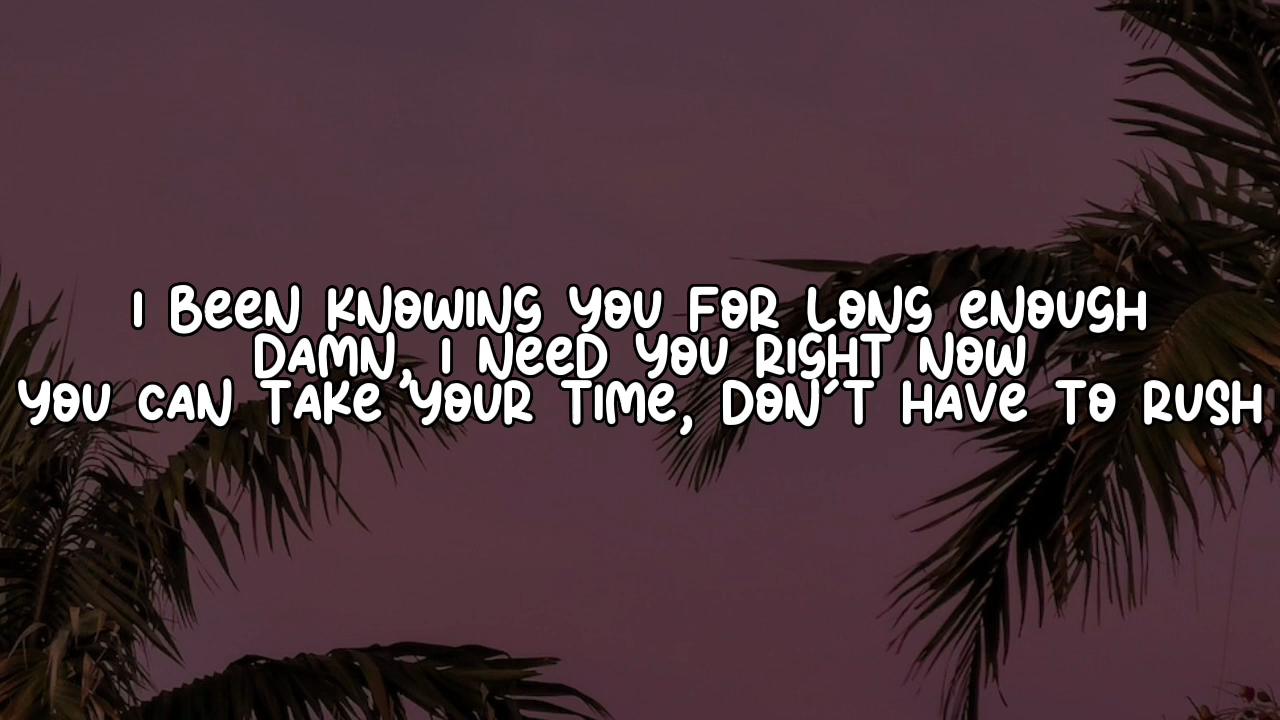 I BEEN KNOWING YOU FOR LONG ENOUGH
DAMN, I NEED YOU RIGHT NOW
YOU CAN TAKE YOUR TIME, DON'T HAVE TO RUSH